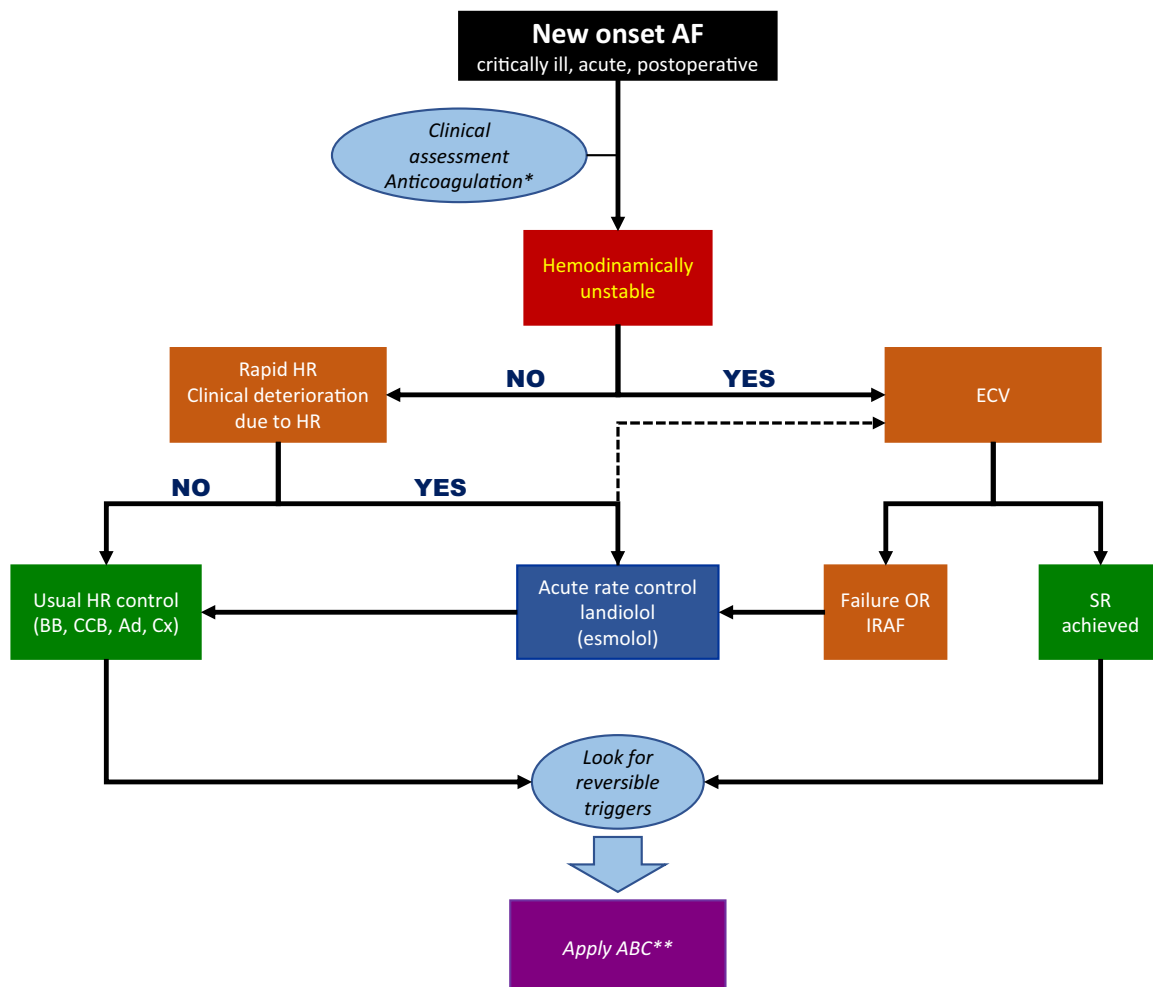 New onset AF
critically ill, acute, postoperative
Clinical
assessment
Anticoagulation*
Hemodinamically
unstable
Rapid HR
Clinical deterioration
due to HR
NO
YES
ECV
NO
YES
Usual HR control
(BB, CCB, Ad, Cx)
Acute rate control
landiolol
(esmolol)
Failure OR
IRAF
SR
achieved
Look for
reversible
triggers
Apply ABC**